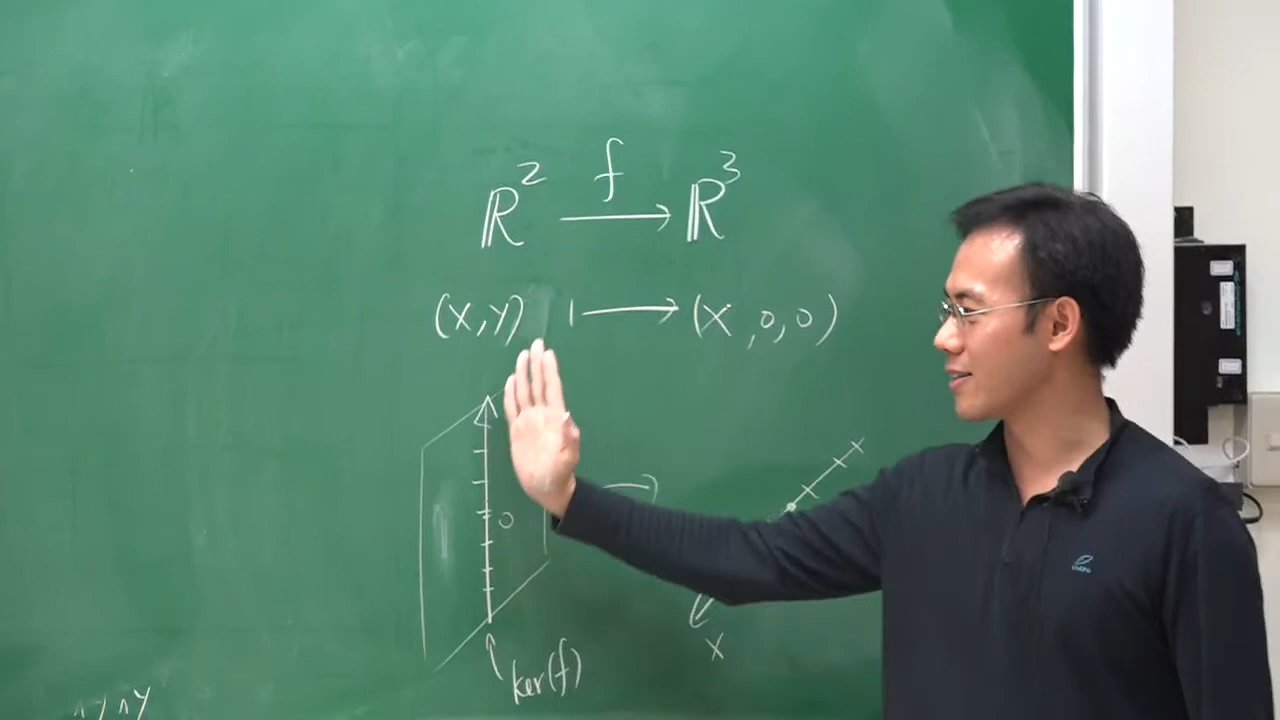 ℝ² f→ ℝ³
(x,y) ↦ (x,0,0)
0
x
ker(f)